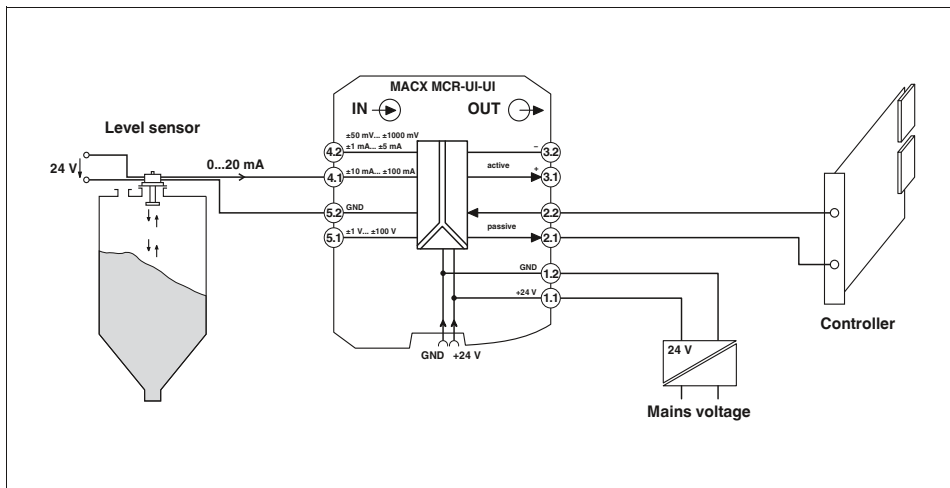 MACX MCR-UI-UI
IN
OUT
Level sensor
24 V
0...20 mA
4.2
±50 mV... ±1000 mV
±1 mA... ±5 mA
4.1
±10 mA... ±100 mA
5.2
GND
5.1
±1 V... ±100 V
–
3.2
active
+
3.1
2.2
passive
2.1
GND
1.2
+24 V
1.1
GND
+24 V
24 V
Mains voltage
Controller